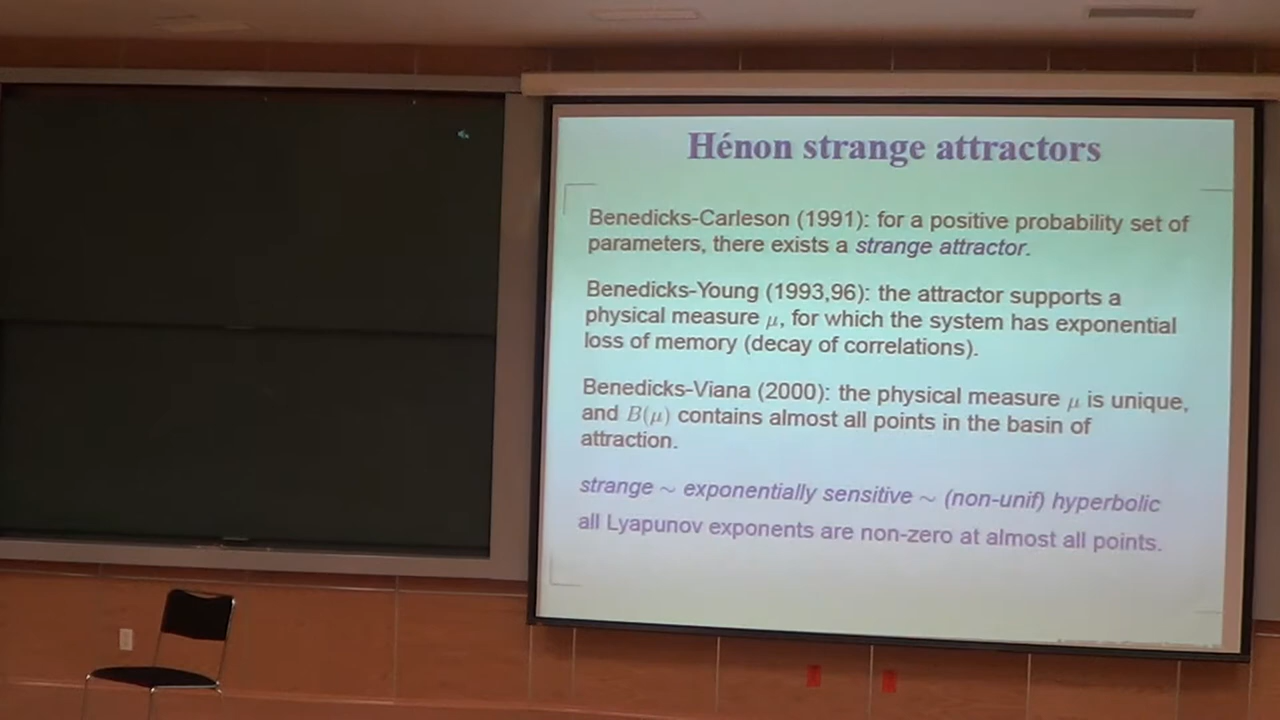 Hénon strange attractors
Benedicks-Carleson (1991): for a positive probability set of
parameters, there exists a strange attractor.
Benedicks-Young (1993,96): the attractor supports a
physical measure μ, for which the system has exponential
loss of memory (decay of correlations).
Benedicks-Viana (2000): the physical measure μ is unique,
and B(μ) contains almost all points in the basin of
attraction.
strange ~ exponentially sensitive ~ (non-unif) hyperbolic
all Lyapunov exponents are non-zero at almost all points.